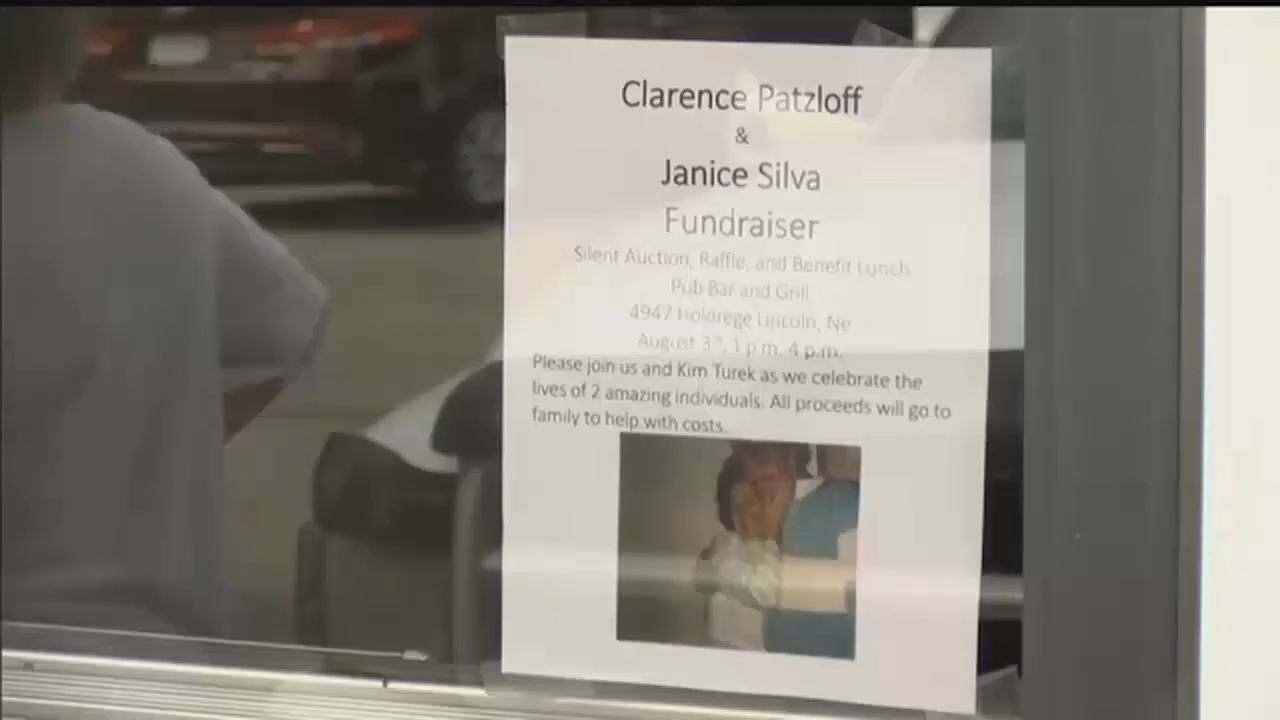 Clarence Patzloff
&
Janice Silva
Fundraiser
Silent Auction, Raffle, and Benefit Lunch
Pub Bar and Grill
4947 Holdrege Lincoln, Ne
August 3rd, 1 p.m. 4 p.m.
Please join us and Kim Turek as we celebrate the
lives of 2 amazing individuals. All proceeds will go to
family to help with costs.